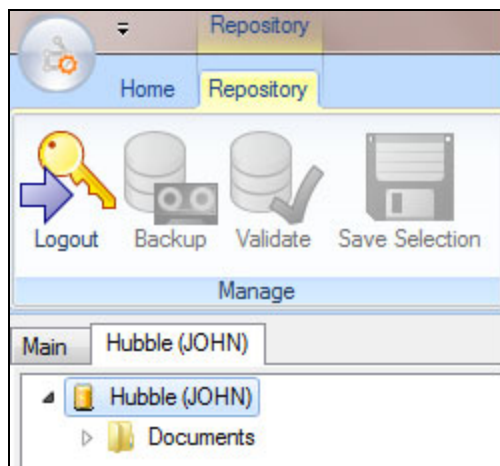 Repository
Home Repository
Logout Backup Validate Save Selection
Manage
Main Hubble (JOHN)
Hubble (JOHN)
Documents